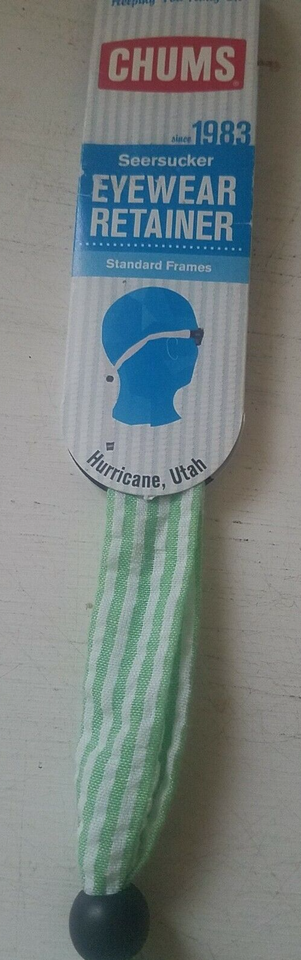 CHUMS
since 1983
Seersucker
EYEWEAR
RETAINER
Standard Frames
Hurricane, Utah